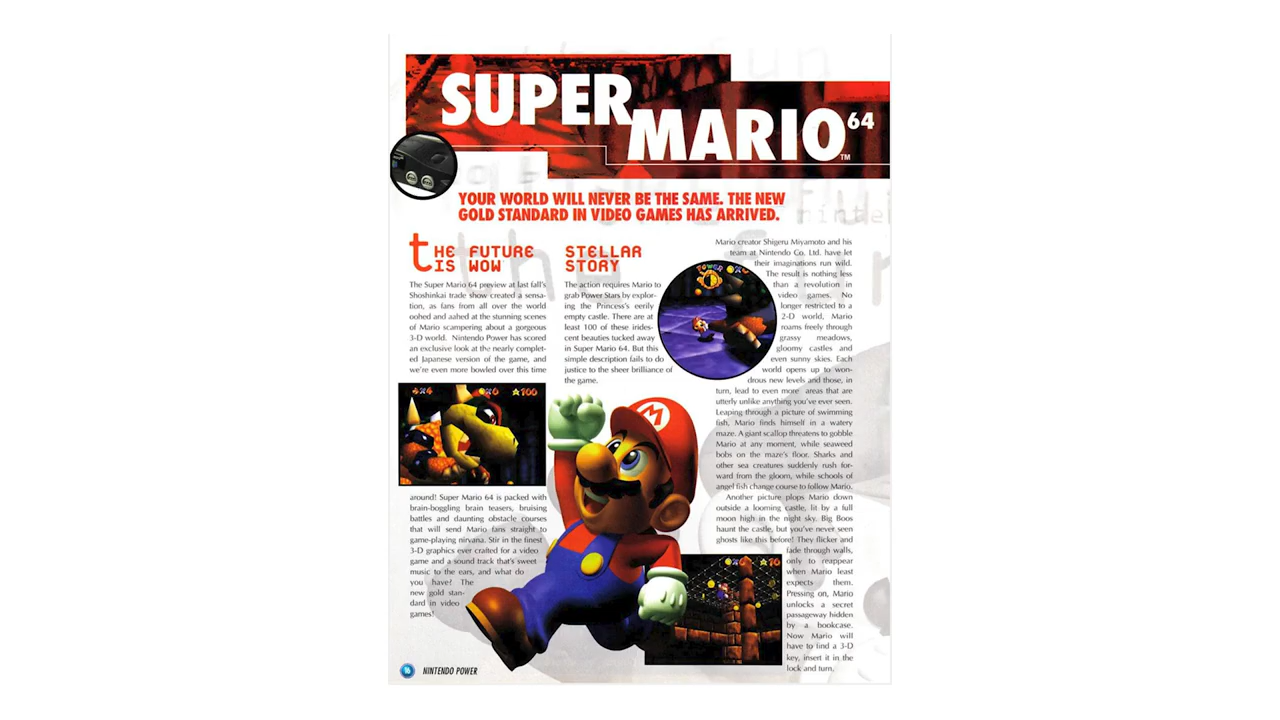 SUPER
MARIO 64
TM
YOUR WORLD WILL NEVER BE THE SAME. THE NEW
GOLD STANDARD IN VIDEO GAMES HAS ARRIVED.
tHE FUTURE
IS WOW
The Super Mario 64 preview at last fall's
Shoshinkai trade show created a sensa-
tion, as fans from all over the world
oohed and aahed at the stunning scenes
of Mario scampering about a gorgeous
3-D world. Nintendo Power has scored
an exclusive look at the nearly complet-
ed Japanese version of the game, and
we're even more bowled over this time
around! Super Mario 64 is packed with
brain-boggling brain teasers, bruising
battles and daunting obstacle courses
that will send Mario fans straight to
game-playing nirvana. Stir in the finest
3-D graphics ever crafted for a video
game and a sound track that's sweet
music to the ears, and what do
you have? The
new gold stan-
dard in video
games!
STELLAR
STORY
The action requires Mario to
grab Power Stars by explor-
ing the Princess's eerily
empty castle. There are at
least 100 of these irides-
cent beauties tucked away
in Super Mario 64. But this
simple description fails to do
justice to the sheer brilliance of
the game.
Mario creator Shigeru Miyamoto and his
team at Nintendo Co. Ltd. have let
their imaginations run wild.
The result is nothing less
than a revolution in
video games. No
longer restricted to a
2-D world, Mario
roams freely through
grassy meadows,
gloomy castles and
even sunny skies. Each
world opens up to won-
drous new levels and those, in
turn, lead to even more areas that are
utterly unlike anything you've ever seen.
Leaping through a picture of swimming
fish, Mario finds himself in a watery
maze. A giant scallop threatens to gobble
Mario at any moment, while seaweed
bobs on the maze's floor. Sharks and
other sea creatures suddenly rush for-
ward from the gloom, while schools of
angel fish change course to follow Mario.
Another picture plops Mario down
outside a looming castle, lit by a full
moon high in the night sky. Big Boos
haunt the castle, but you've never seen
ghosts like this before! They flicker and
fade through walls,
only to reappear
when Mario least
expects them.
Pressing on, Mario
unlocks a secret
passageway hidden
by a bookcase.
Now Mario will
have to find a 3-D
key, insert it in the
lock and turn.
POWER
×4 ×6 ×100
M
16 NINTENDO POWER